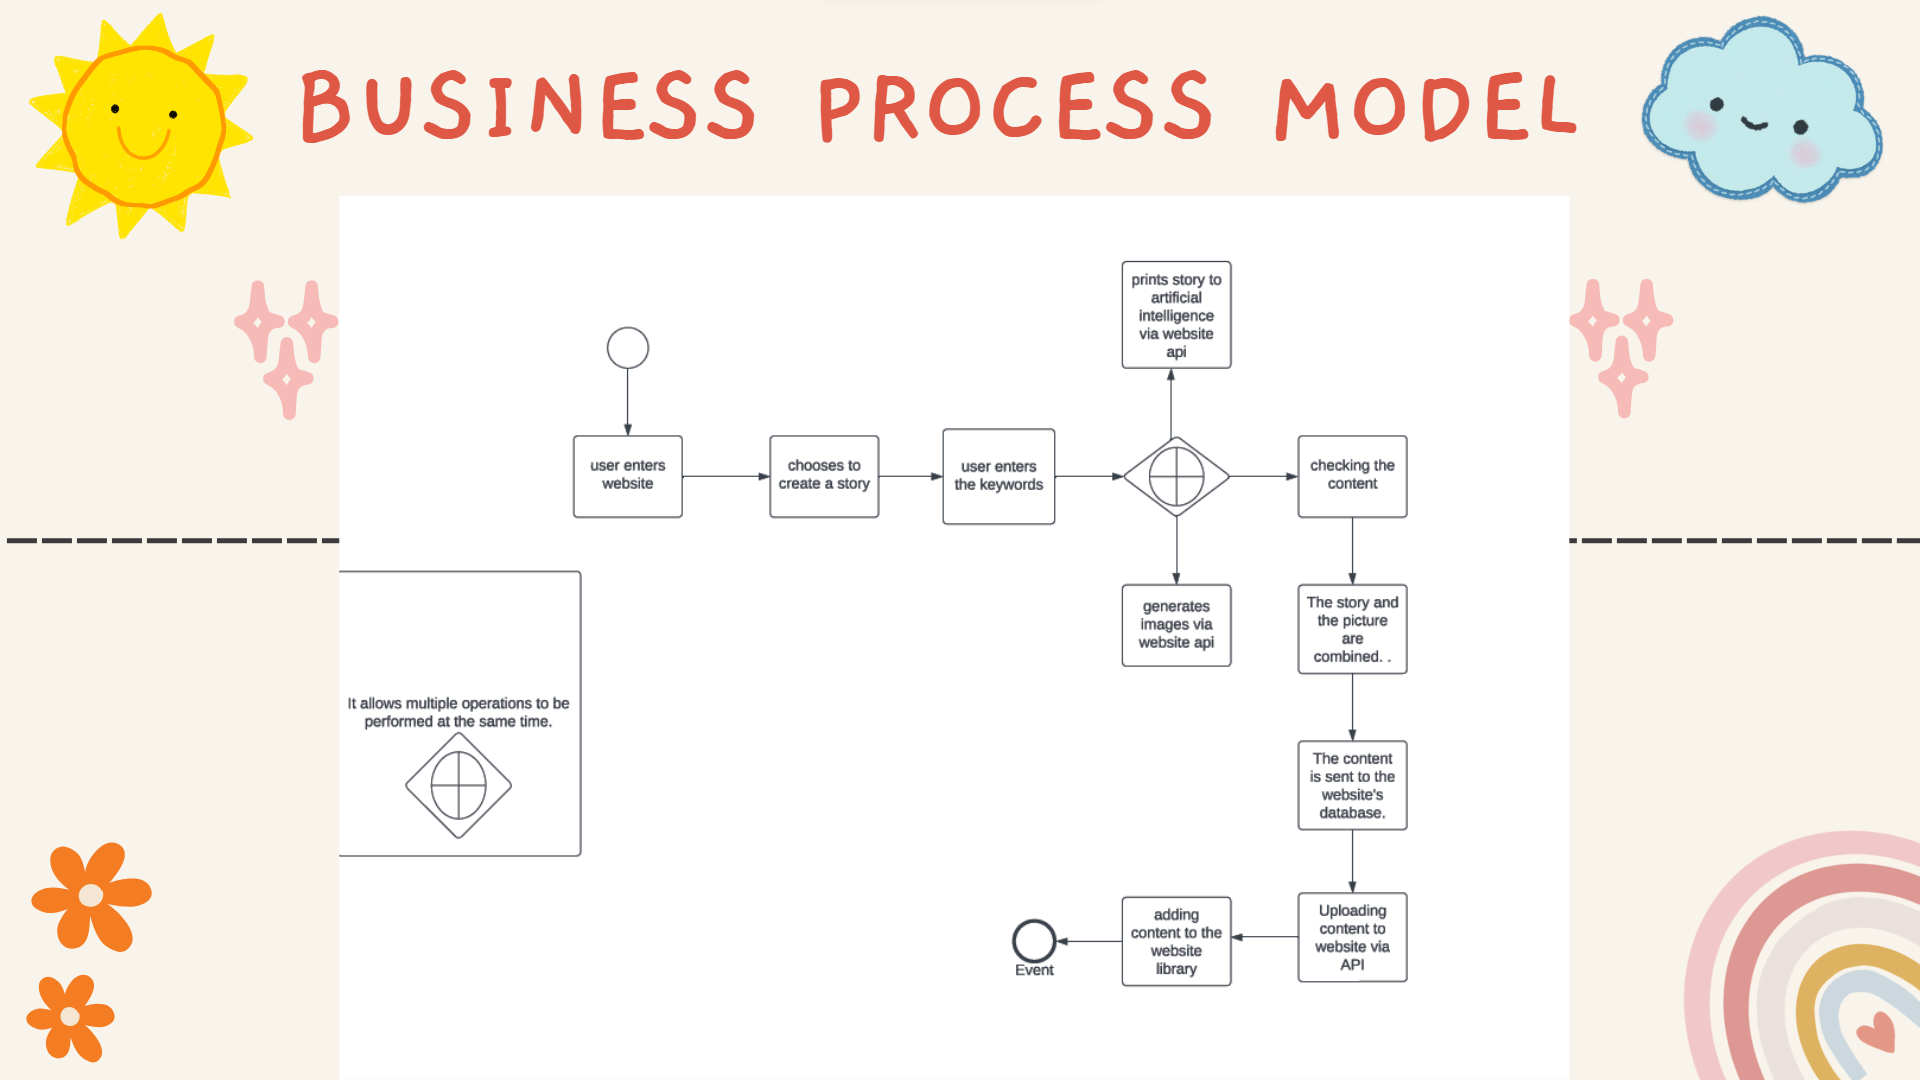 BUSINESS PROCESS MODEL
prints story to
artificial
intelligence
via website
api
user enters
website
chooses to
create a story
user enters
the keywords
checking the
content
generates
images via
website api
The story and
the picture
are
combined. .
It allows multiple operations to be
performed at the same time.
The content
is sent to the
website's
database.
Uploading
content to
website via
API
adding
content to the
website
library
Event